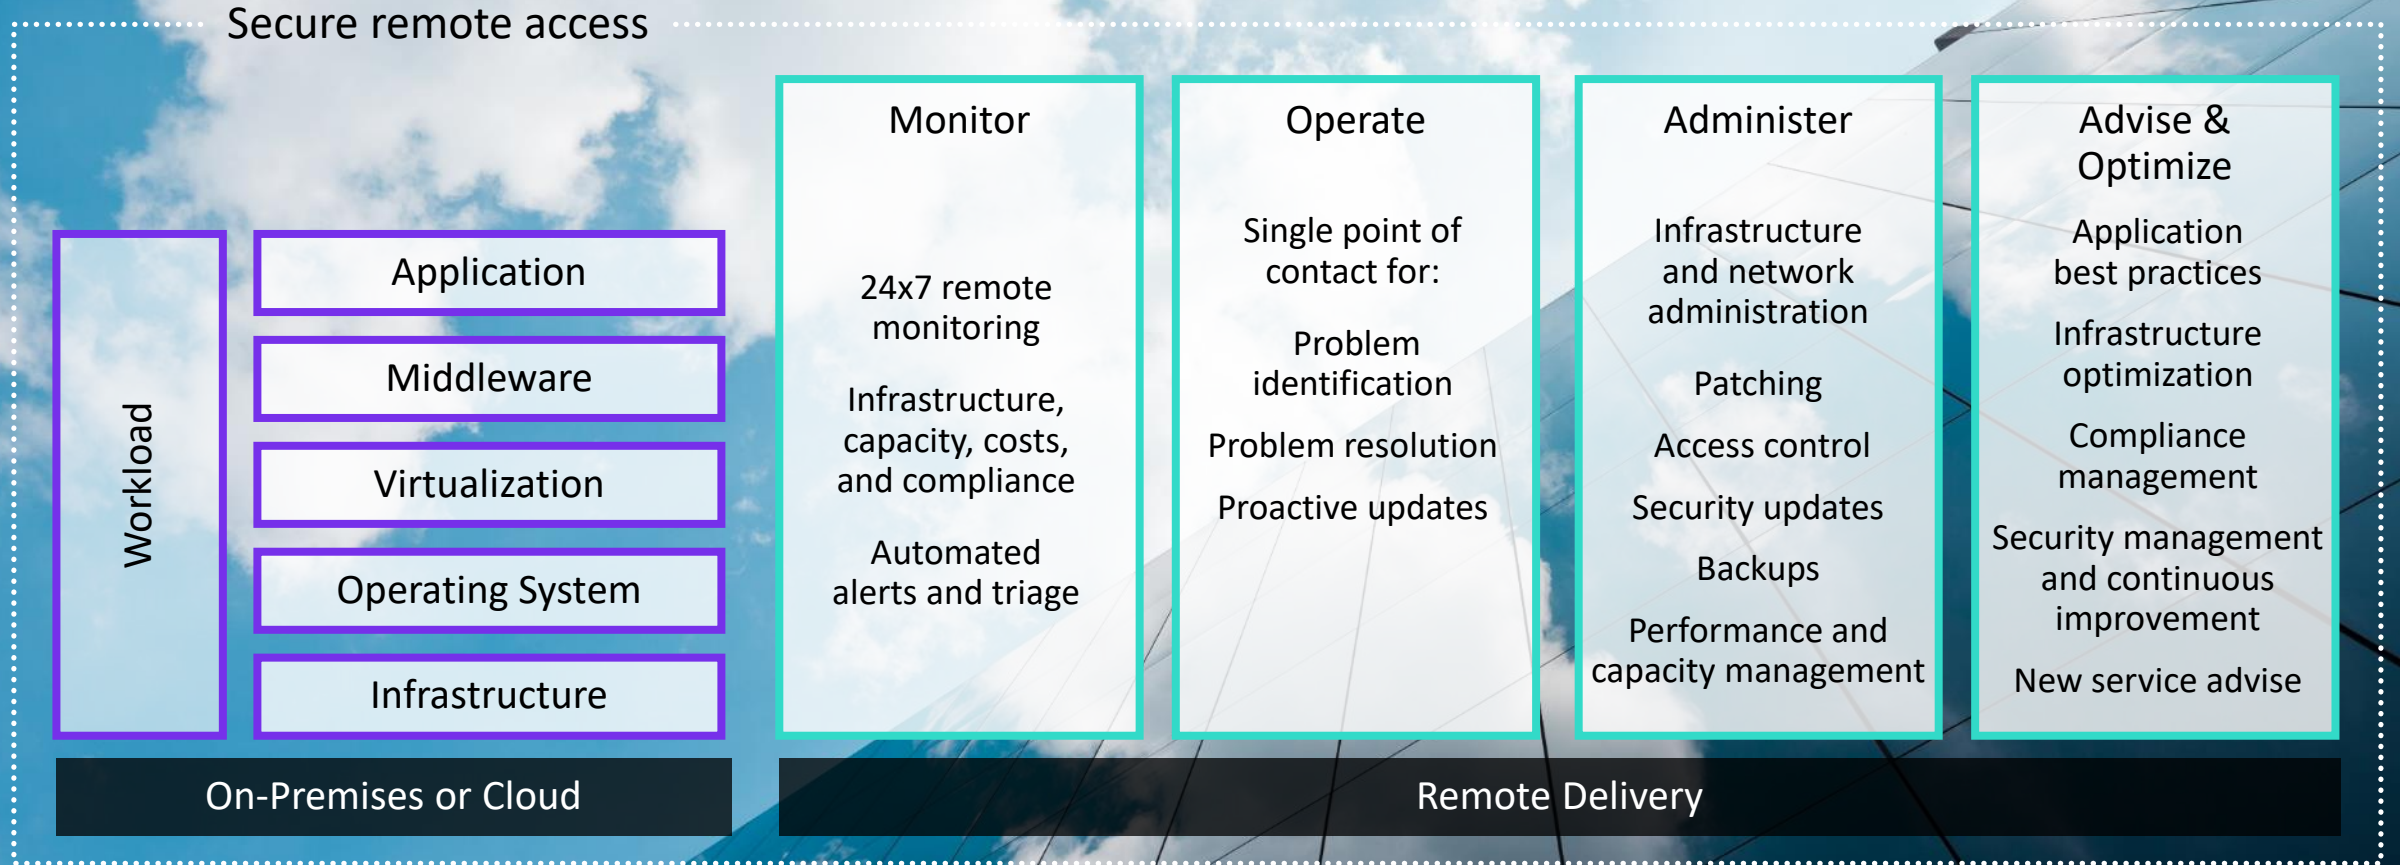 Secure remote access
Workload
Application
Middleware
Virtualization
Operating System
Infrastructure
On-Premises or Cloud
Monitor
24x7 remote
monitoring
Infrastructure,
capacity, costs,
and compliance
Automated
alerts and triage
Operate
Single point of
contact for:
Problem
identification
Problem resolution
Proactive updates
Administer
Infrastructure
and network
administration
Patching
Access control
Security updates
Backups
Performance and
capacity management
Advise &
Optimize
Application
best practices
Infrastructure
optimization
Compliance
management
Security management
and continuous
improvement
New service advise
Remote Delivery